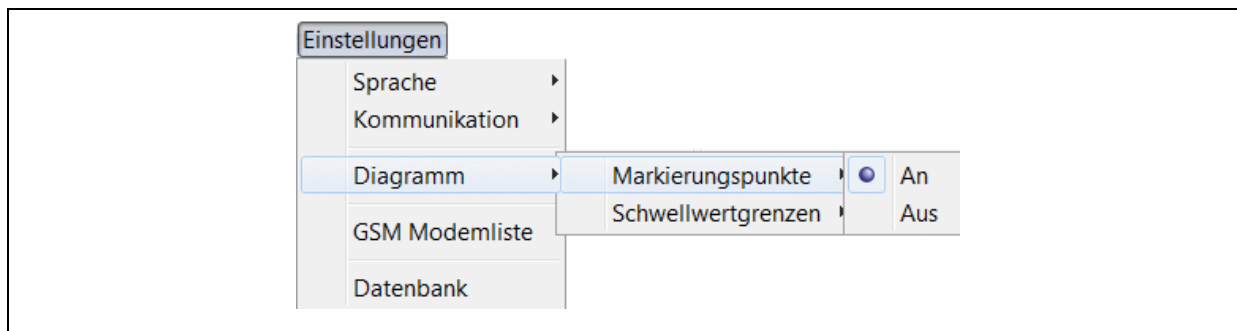 Einstellungen
Sprache
Kommunikation
Diagramm
Markierungspunkte
An
Schwellwertgrenzen
Aus
GSM Modemliste
Datenbank